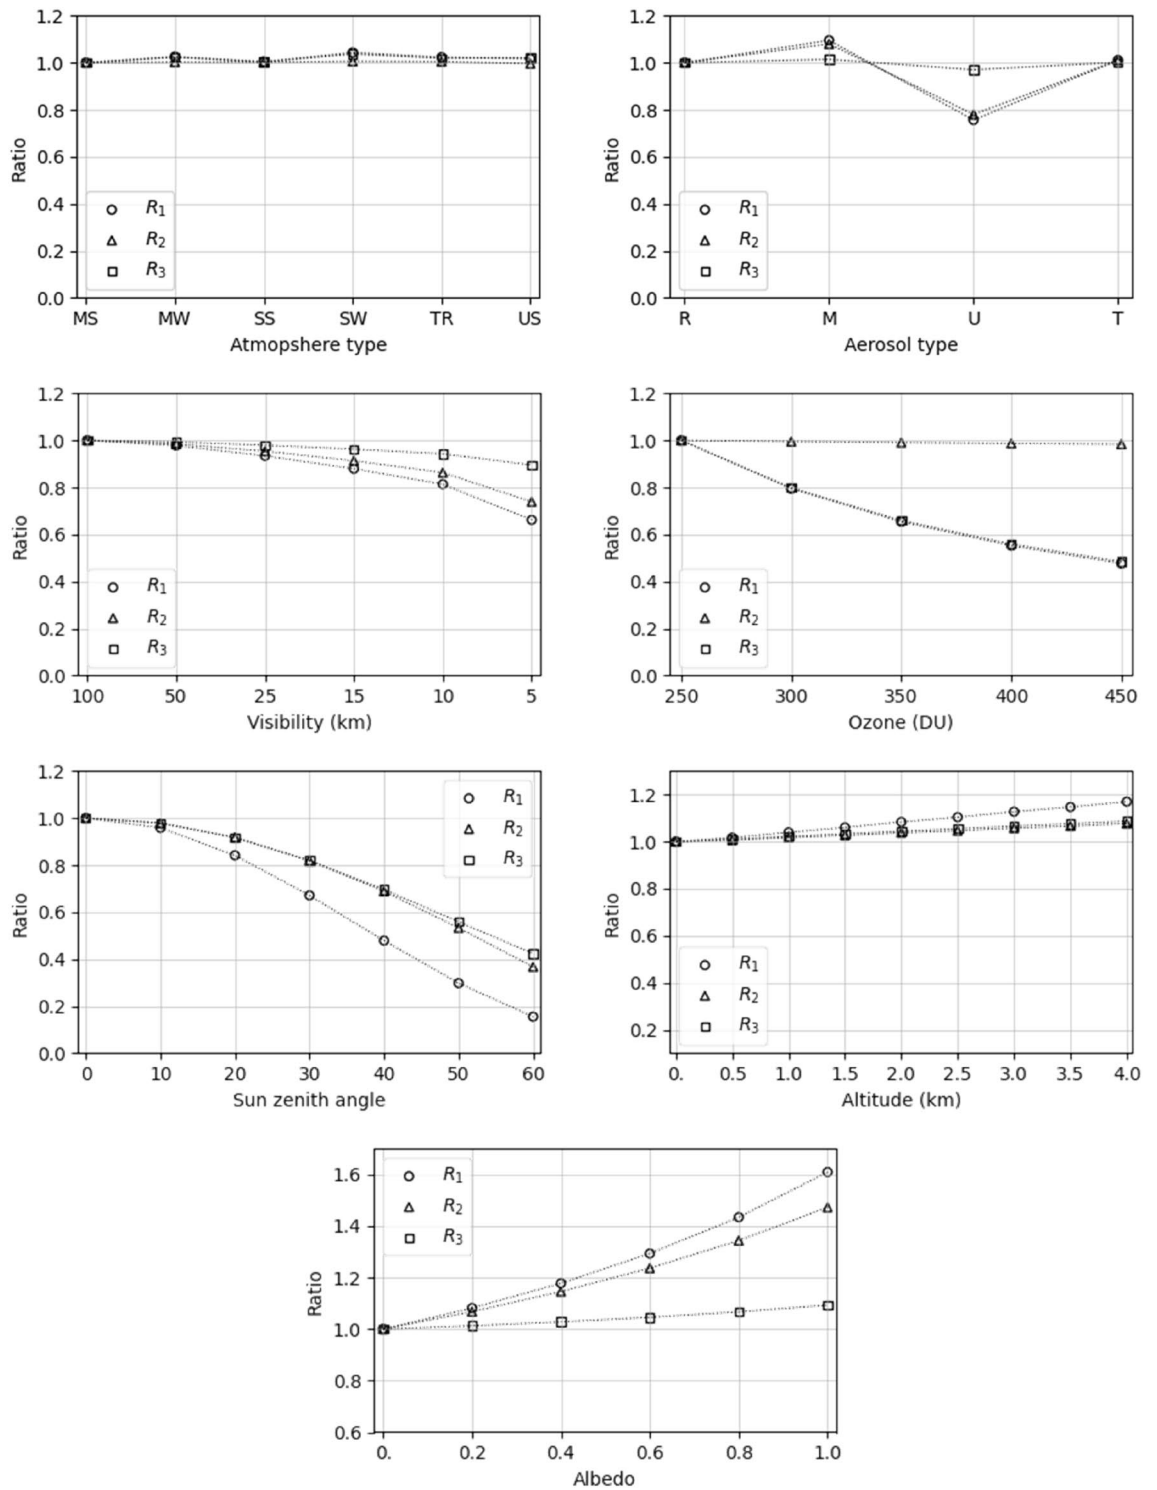 1.2
1.0
0.8
0.6
0.4
0.2
0.0
Ratio
R1
R2
R3
MS MW SS SW TR US
Atmopshere type
1.2
1.0
0.8
0.6
0.4
0.2
0.0
Ratio
R1
R2
R3
R M U T
Aerosol type
1.2
1.0
0.8
0.6
0.4
0.2
0.0
Ratio
R1
R2
R3
100 50 25 15 10 5
Visibility (km)
1.2
1.0
0.8
0.6
0.4
0.2
0.0
Ratio
R1
R2
R3
250 300 350 400 450
Ozone (DU)
1.2
1.0
0.8
0.6
0.4
0.2
0.0
Ratio
R1
R2
R3
0 10 20 30 40 50 60
Sun zenith angle
1.2
1.0
0.8
0.6
0.4
0.2
Ratio
R1
R2
R3
0. 0.5 1.0 1.5 2.0 2.5 3.0 3.5 4.0
Altitude (km)
1.6
1.4
1.2
1.0
0.8
0.6
Ratio
R1
R2
R3
0. 0.2 0.4 0.6 0.8 1.0
Albedo